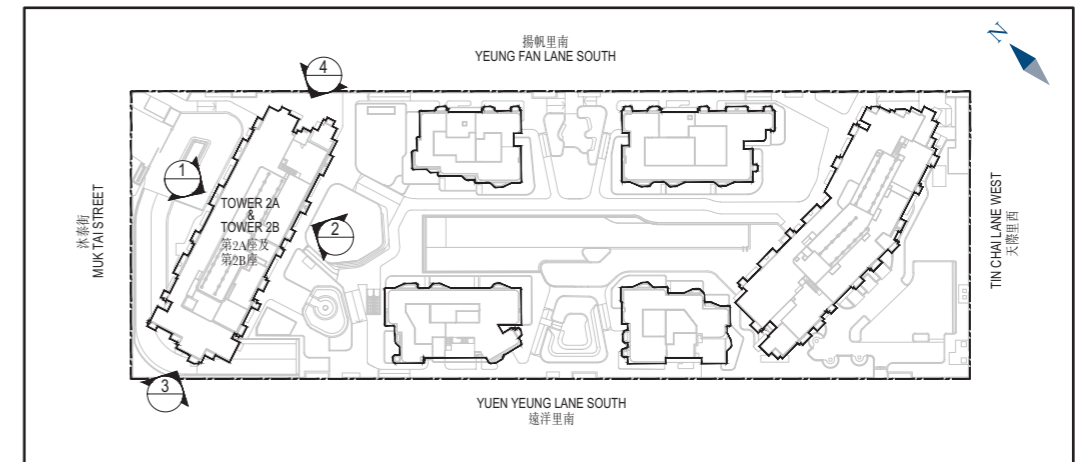 揚帆里南
YEUNG FAN LANE SOUTH
N
4
1
沐泰街
MUK TAI STREET
TOWER 2A
&
TOWER 2B
第2A座及
第2B座
2
TIN CHAI LANE WEST
天際里西
3
YUEN YEUNG LANE SOUTH
遠洋里南